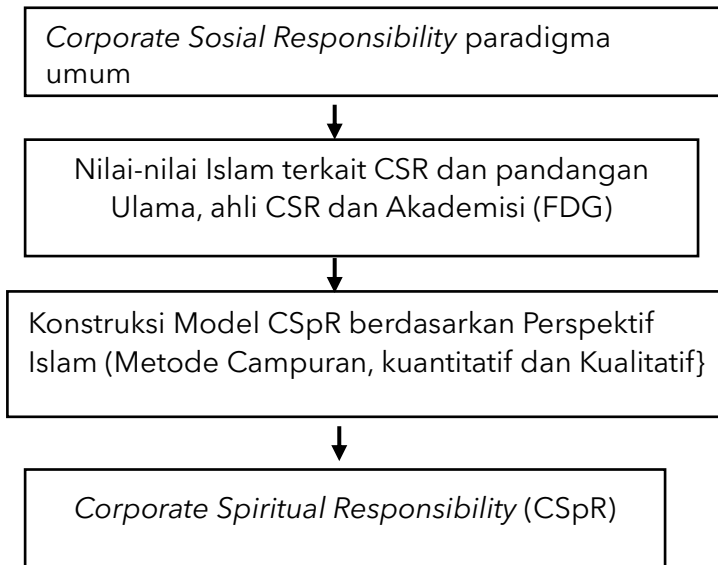 Corporate Sosial Responsibility paradigma
umum
Nilai-nilai Islam terkait CSR dan pandangan
Ulama, ahli CSR dan Akademisi (FDG)
Konstruksi Model CSpR berdasarkan Perspektif
Islam (Metode Campuran, kuantitatif dan Kualitatif}
Corporate Spiritual Responsibility (CSpR)